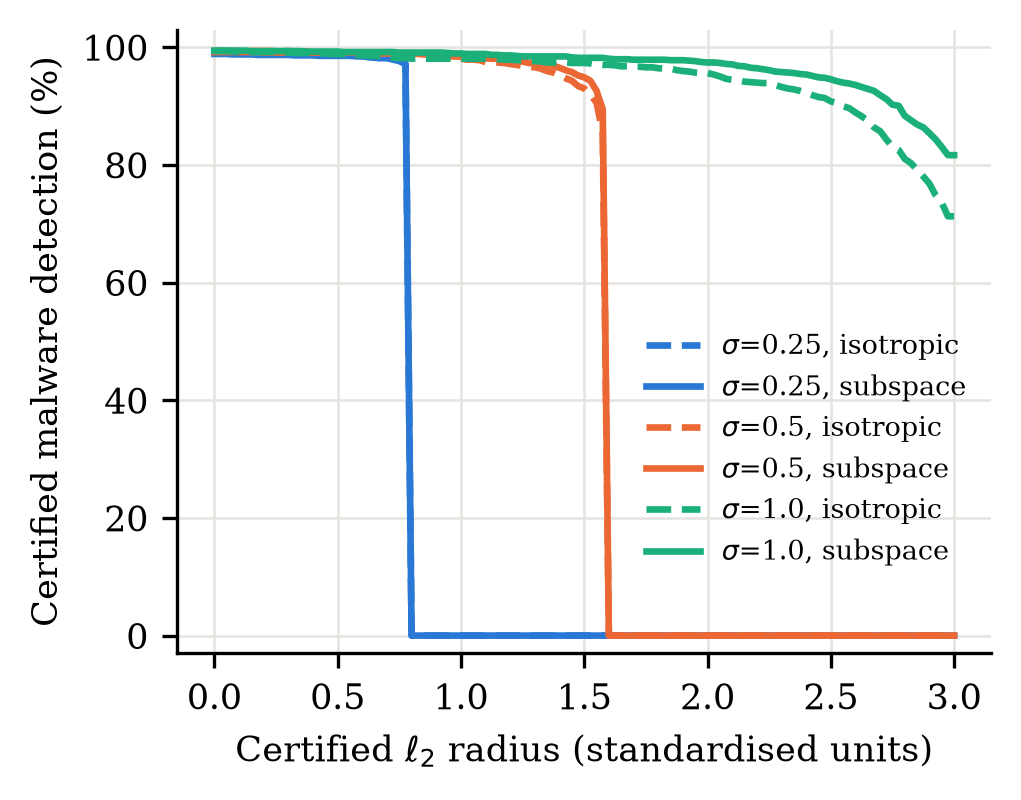 100
80
60
40
20
0
Certified malware detection (%)
σ=0.25, isotropic
σ=0.25, subspace
σ=0.5, isotropic
σ=0.5, subspace
σ=1.0, isotropic
σ=1.0, subspace
0.0 0.5 1.0 1.5 2.0 2.5 3.0
Certified ℓ₂ radius (standardised units)